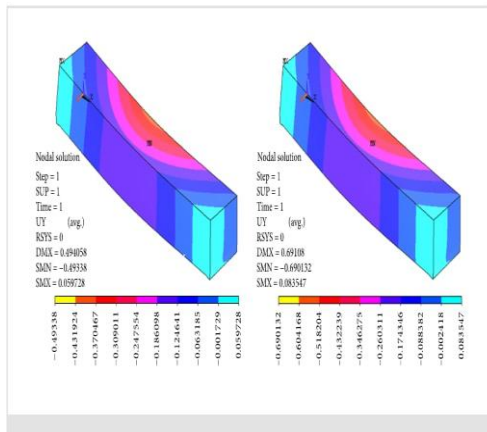 Nodal solution
Step = 1
SUP = 1
Time = 1
UY (avg.)
RSYS = 0
DMX = 0.494058
SMN = −0.49338
SMX = 0.059728
−0.49338
−0.431924
−0.370467
−0.309011
−0.247554
−0.186098
−0.124641
−0.063185
−0.001729
0.059728
Nodal solution
Step = 1
SUP = 1
Time = 1
UY (avg.)
RSYS = 0
DMX = 0.69108
SMN = −0.690132
SMX = 0.083547
−0.690132
−0.604168
−0.518204
−0.432239
−0.346275
−0.260311
−0.174346
−0.088382
−0.002418
0.083547